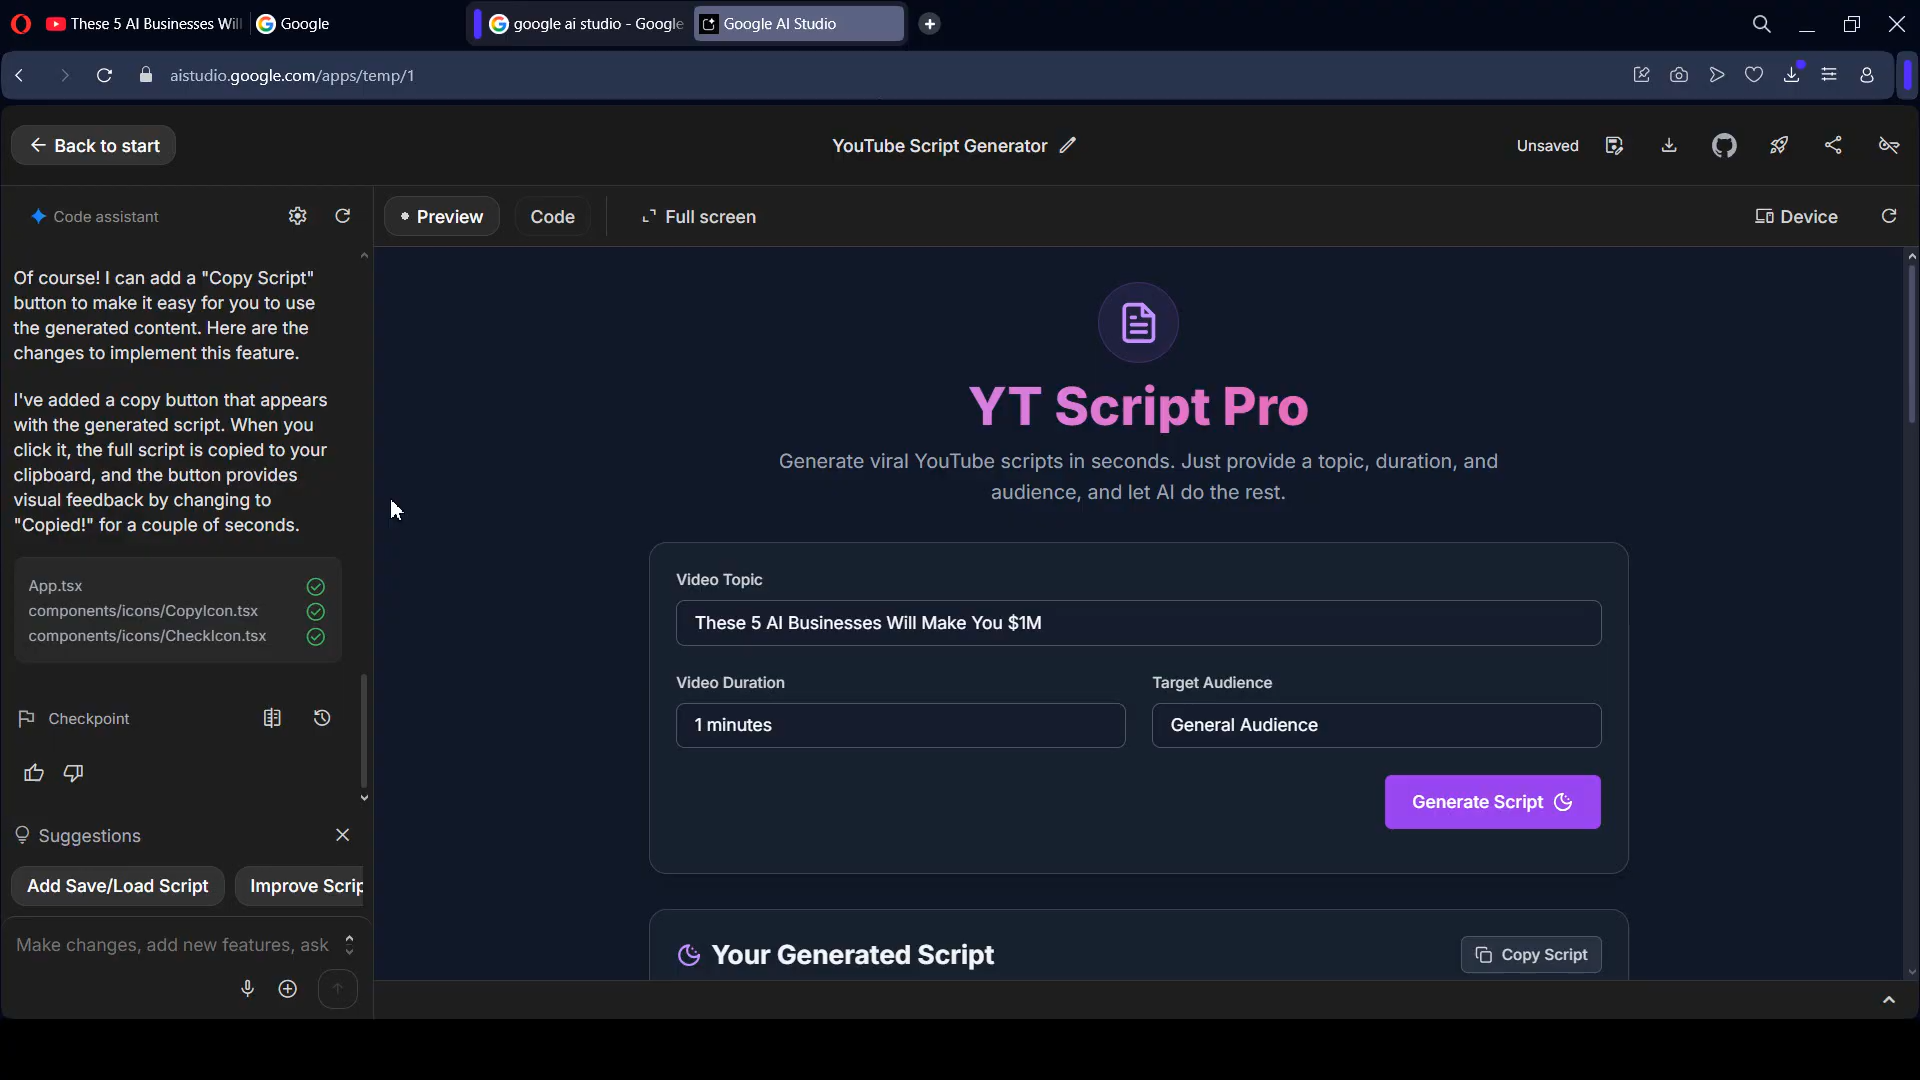 These 5 AI Businesses Will
Google
google ai studio - Google
Google AI Studio
aistudio.google.com/apps/temp/1
Back to start
YouTube Script Generator
Unsaved
Code assistant
Preview
Code
Full screen
Device
Of course! I can add a "Copy Script"
button to make it easy for you to use
the generated content. Here are the
changes to implement this feature.
I've added a copy button that appears
with the generated script. When you
click it, the full script is copied to your
clipboard, and the button provides
visual feedback by changing to
"Copied!" for a couple of seconds.
App.tsx
components/icons/CopyIcon.tsx
components/icons/CheckIcon.tsx
Checkpoint
Suggestions
Add Save/Load Script
Improve Scrip
Make changes, add new features, ask
YT Script Pro
Generate viral YouTube scripts in seconds. Just provide a topic, duration, and
audience, and let AI do the rest.
Video Topic
These 5 AI Businesses Will Make You $1M
Video Duration
Target Audience
1 minutes
General Audience
Generate Script
Your Generated Script
Copy Script